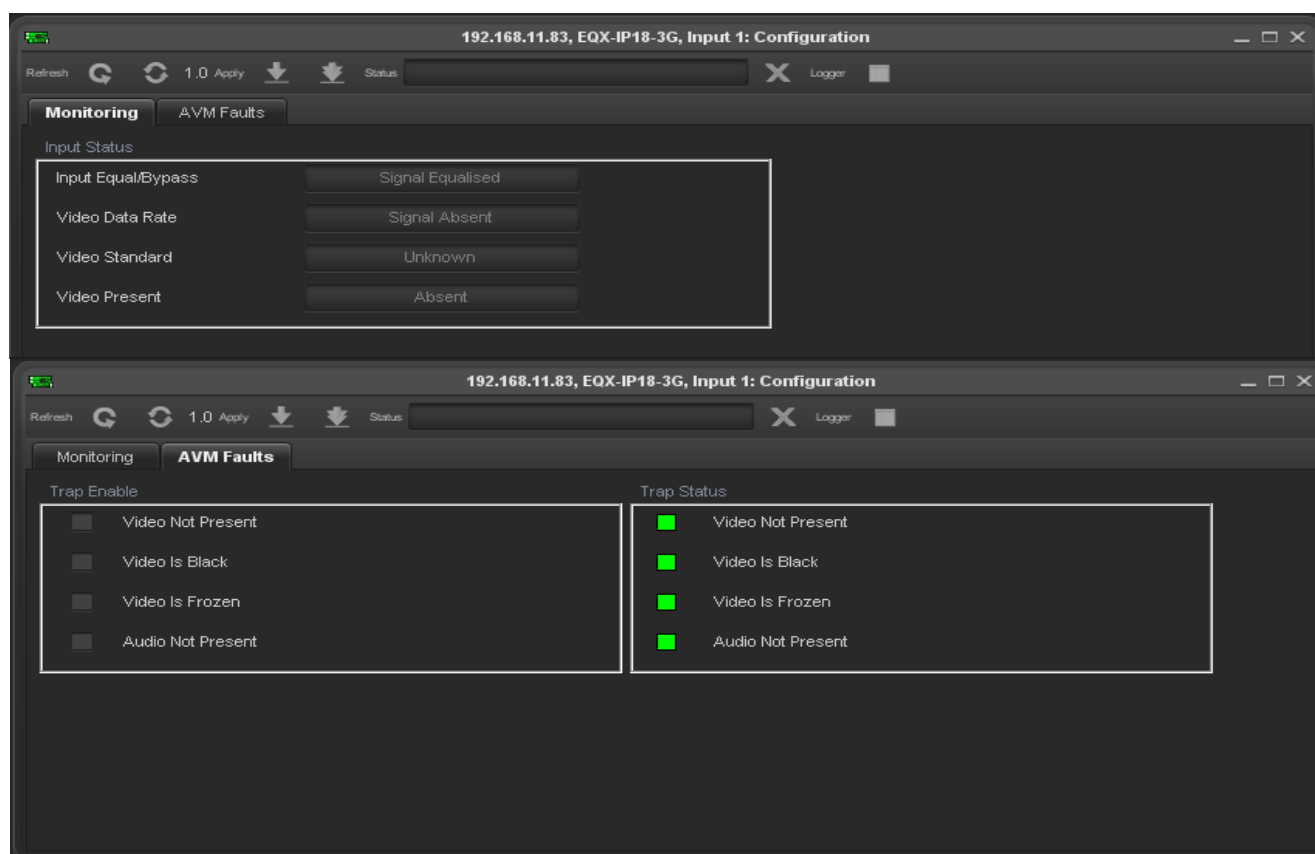 192.168.11.83, EQX-IP18-3G, Input 1: Configuration
Refresh 1.0 Apply Status Logger
Monitoring AVM Faults
Input Status
Input Equal/Bypass Signal Equalised
Video Data Rate Signal Absent
Video Standard Unknown
Video Present Absent
192.168.11.83, EQX-IP18-3G, Input 1: Configuration
Refresh 1.0 Apply Status Logger
Monitoring AVM Faults
Trap Enable Trap Status
Video Not Present Video Not Present
Video Is Black Video Is Black
Video Is Frozen Video Is Frozen
Audio Not Present Audio Not Present